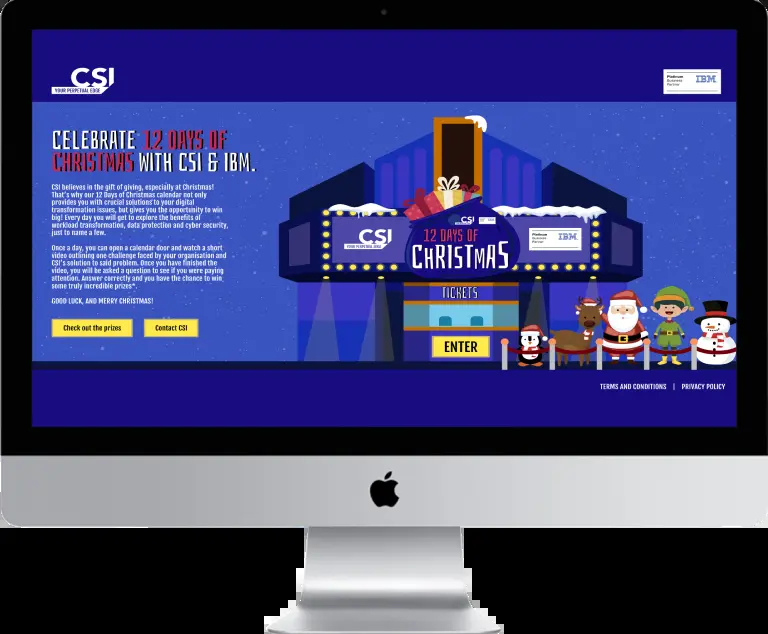 CSI
YOUR PERPETUAL EDGE
Platinum
Business
Partner
IBM
CELEBRATE 12 DAYS OF
CHRISTMAS WITH CSI & IBM.
CSI believes in the gift of giving, especially at Christmas!
That's why our 12 Days of Christmas calendar not only
provides you with crucial solutions to your digital
transformation issues, but gives you the opportunity to win
big! Every day you will get to explore the benefits of
workload transformation, data protection and cyber security,
just to name a few.
Once a day, you can open a calendar door and watch a short
video outlining one challenge faced by your organisation and
CSI's solution to said problem. Once you have finished the
video, you will be asked a question to see if you were paying
attention. Answer correctly and you have the chance to win
some truly incredible prizes*.
GOOD LUCK, AND MERRY CHRISTMAS!
Check out the prizes
Contact CSI
CSI
YOUR PERPETUAL EDGE
CSI
12 DAYS OF
CHRISTMAS
Platinum
Business
Partner
IBM
TICKETS
ENTER
TERMS AND CONDITIONS | PRIVACY POLICY